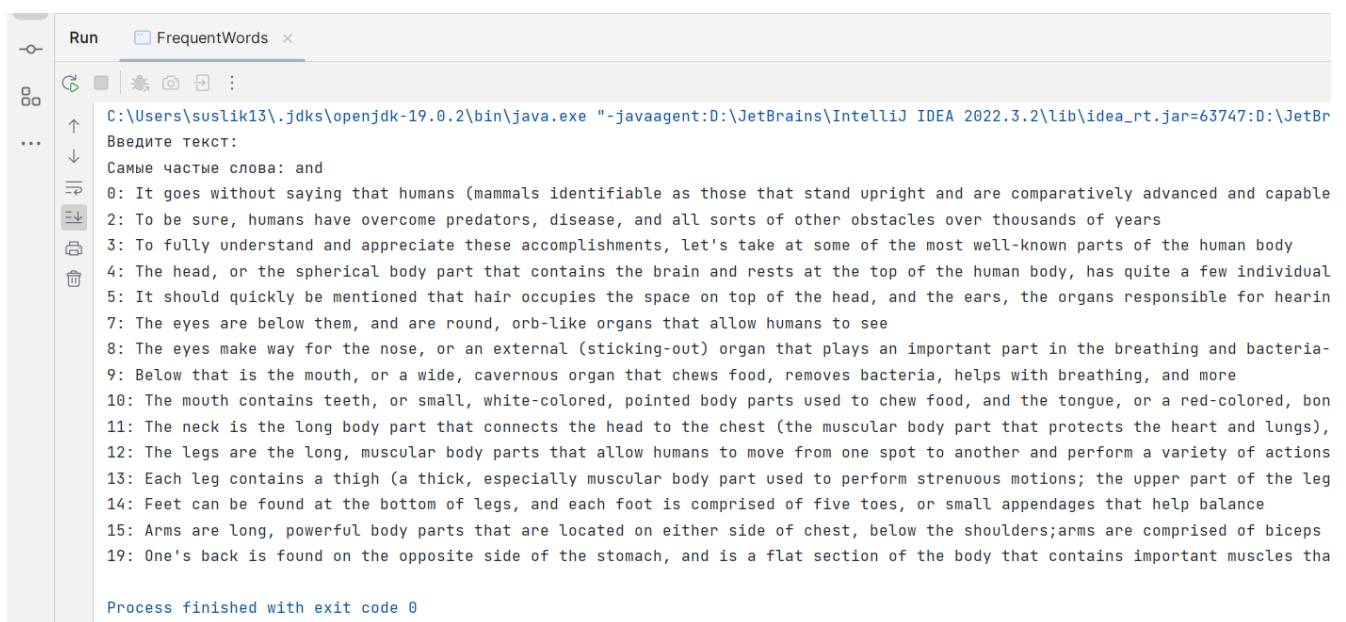 Run FrequentWords ×
C:\Users\suslik13\.jdks\openjdk-19.0.2\bin\java.exe "-javaagent:D:\JetBrains\IntelliJ IDEA 2022.3.2\lib\idea_rt.jar=63747:D:\JetBr
Введите текст:
Самые частые слова: and
0: It goes without saying that humans (mammals identifiable as those that stand upright and are comparatively advanced and capable
2: To be sure, humans have overcome predators, disease, and all sorts of other obstacles over thousands of years
3: To fully understand and appreciate these accomplishments, let's take at some of the most well-known parts of the human body
4: The head, or the spherical body part that contains the brain and rests at the top of the human body, has quite a few individual
5: It should quickly be mentioned that hair occupies the space on top of the head, and the ears, the organs responsible for hearin
7: The eyes are below them, and are round, orb-like organs that allow humans to see
8: The eyes make way for the nose, or an external (sticking-out) organ that plays an important part in the breathing and bacteria-
9: Below that is the mouth, or a wide, cavernous organ that chews food, removes bacteria, helps with breathing, and more
10: The mouth contains teeth, or small, white-colored, pointed body parts used to chew food, and the tongue, or a red-colored, bon
11: The neck is the long body part that connects the head to the chest (the muscular body part that protects the heart and lungs),
12: The legs are the long, muscular body parts that allow humans to move from one spot to another and perform a variety of actions
13: Each leg contains a thigh (a thick, especially muscular body part used to perform strenuous motions; the upper part of the leg
14: Feet can be found at the bottom of legs, and each foot is comprised of five toes, or small appendages that help balance
15: Arms are long, powerful body parts that are located on either side of chest, below the shoulders;arms are comprised of biceps
19: One's back is found on the opposite side of the stomach, and is a flat section of the body that contains important muscles tha
Process finished with exit code 0